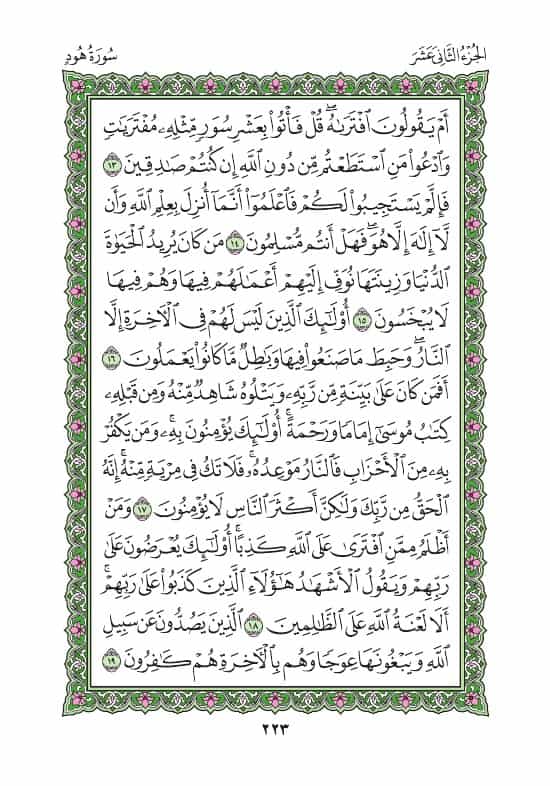 الجُزْءُ الثَّانِيَ عَشَرَ
سُورَةُ هُودٍ
أَمْ يَقُولُونَ ٱفْتَرَىٰهُۖ قُلْ فَأْتُوا۟ بِعَشْرِ سُوَرٍ مِّثْلِهِۦ مُفْتَرَيَٰتٍ
وَٱدْعُوا۟ مَنِ ٱسْتَطَعْتُم مِّن دُونِ ٱللَّهِ إِن كُنتُمْ صَٰدِقِينَ ١٣
فَإِلَّمْ يَسْتَجِيبُوا۟ لَكُمْ فَٱعْلَمُوٓا۟ أَنَّمَآ أُنزِلَ بِعِلْمِ ٱللَّهِ وَأَن
لَّآ إِلَٰهَ إِلَّا هُوَۖ فَهَلْ أَنتُم مُّسْلِمُونَ ١٤ مَن كَانَ يُرِيدُ ٱلْحَيَوٰةَ
ٱلدُّنْيَا وَزِينَتَهَا نُوَفِّ إِلَيْهِمْ أَعْمَٰلَهُمْ فِيهَا وَهُمْ فِيهَا
لَا يُبْخَسُونَ ١٥ أُو۟لَٰٓئِكَ ٱلَّذِينَ لَيْسَ لَهُمْ فِى ٱلْءَاخِرَةِ إِلَّا
ٱلنَّارُۖ وَحَبِطَ مَا صَنَعُوا۟ فِيهَا وَبَٰطِلٌ مَّا كَانُوا۟ يَعْمَلُونَ ١٦
أَفَمَن كَانَ عَلَىٰ بَيِّنَةٍ مِّن رَّبِّهِۦ وَيَتْلُوهُ شَاهِدٌ مِّنْهُ وَمِن قَبْلِهِۦ
كِتَٰبُ مُوسَىٰٓ إِمَامًا وَرَحْمَةًۚ أُو۟لَٰٓئِكَ يُؤْمِنُونَ بِهِۦۚ وَمَن يَكْفُرْ
بِهِۦ مِنَ ٱلْأَحْزَابِ فَٱلنَّارُ مَوْعِدُهُۥۚ فَلَا تَكُ فِى مِرْيَةٍ مِّنْهُۚ إِنَّهُ
ٱلْحَقُّ مِن رَّبِّكَ وَلَٰكِنَّ أَكْثَرَ ٱلنَّاسِ لَا يُؤْمِنُونَ ١٧ وَمَنْ
أَظْلَمُ مِمَّنِ ٱفْتَرَىٰ عَلَى ٱللَّهِ كَذِبًاۚ أُو۟لَٰٓئِكَ يُعْرَضُونَ عَلَىٰ
رَبِّهِمْ وَيَقُولُ ٱلْأَشْهَٰدُ هَٰٓؤُلَآءِ ٱلَّذِينَ كَذَبُوا۟ عَلَىٰ رَبِّهِمْۚ
أَلَا لَعْنَةُ ٱللَّهِ عَلَى ٱلظَّٰلِمِينَ ١٨ ٱلَّذِينَ يَصُدُّونَ عَن سَبِيلِ
ٱللَّهِ وَيَبْغُونَهَا عِوَجًا وَهُم بِٱلْءَاخِرَةِ هُمْ كَٰفِرُونَ ١٩
٢٢٣